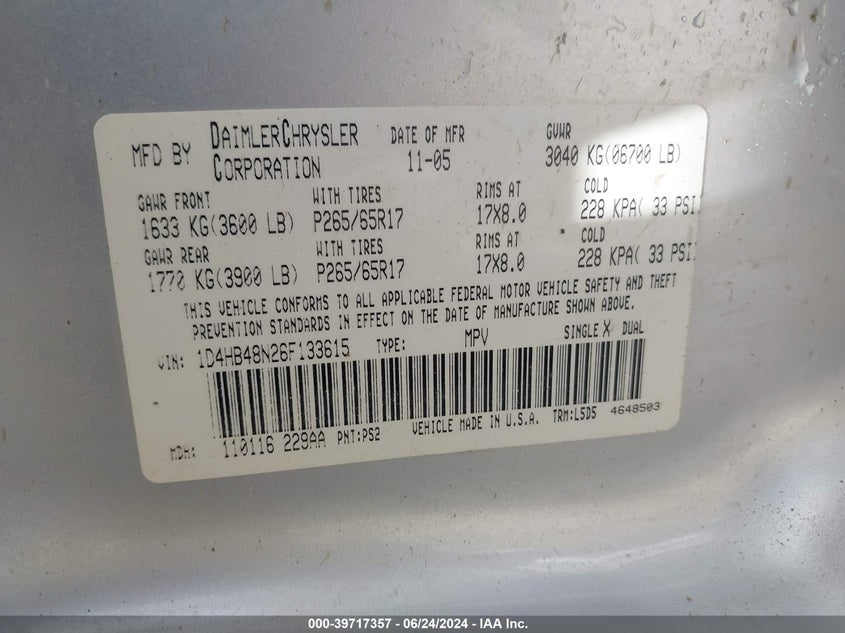 MFD BY DAIMLERCHRYSLER CORPORATION DATE OF MFR 11-05 GVWR 3040 KG(06700 LB)
GAWR FRONT WITH TIRES RIMS AT COLD
1633 KG(3600 LB) P265/65R17 17X8.0 228 KPA( 33 PSI)
GAWR REAR WITH TIRES RIMS AT COLD
1770 KG(3900 LB) P265/65R17 17X8.0 228 KPA( 33 PSI)
THIS VEHICLE CONFORMS TO ALL APPLICABLE FEDERAL MOTOR VEHICLE SAFETY AND THEFT
PREVENTION STANDARDS IN EFFECT ON THE DATE OF MANUFACTURE SHOWN ABOVE.
VIN: 1D4HB48N26F133615 TYPE: MPV SINGLE X DUAL
MDH: 110116 229AA PNT:PS2 VEHICLE MADE IN U.S.A. TRM:L5D5 4648503
000-39717357 - 06/24/2024 - IAA Inc.